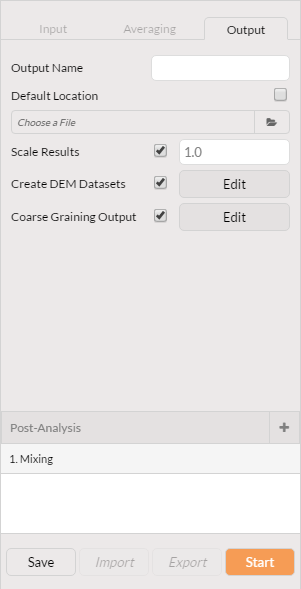 Input Averaging Output
Output Name
Default Location
Choose a File
Scale Results 1.0
Create DEM Datasets Edit
Coarse Graining Output Edit
Post-Analysis +
1. Mixing
Save Import Export Start